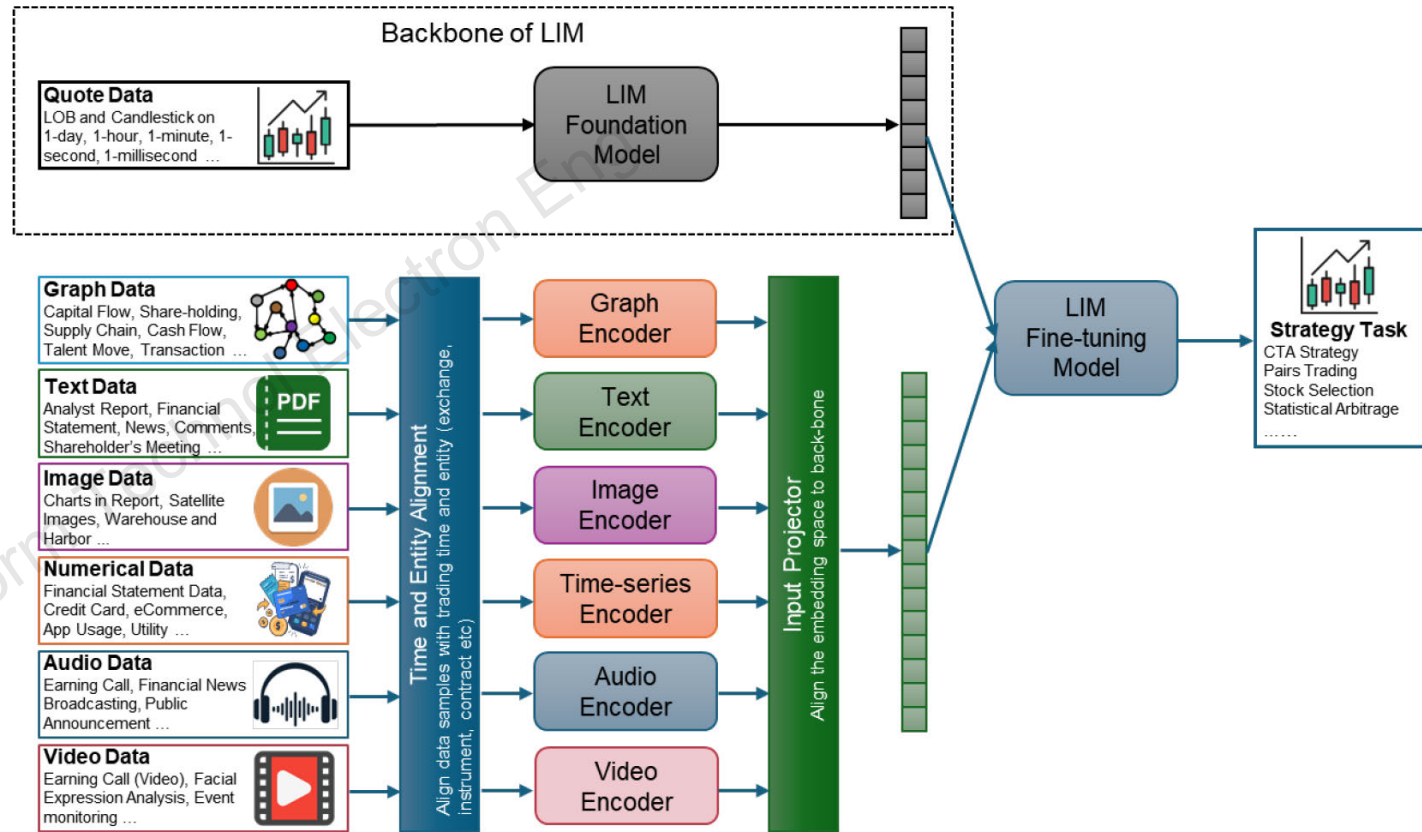 Backbone of LIM
Quote Data
LOB and Candlestick on
1-day, 1-hour, 1-minute, 1-
second, 1-millisecond ...
LIM
Foundation
Model
Graph Data
Capital Flow, Share-holding,
Supply Chain, Cash Flow,
Talent Move, Transaction ...
Text Data
Analyst Report, Financial
Statement, News, Comments,
Shareholder's Meeting ...
PDF
Image Data
Charts in Report, Satellite
Images, Warehouse and
Harbor ...
Numerical Data
Financial Statement Data,
Credit Card, eCommerce,
App Usage, Utility ...
Audio Data
Earning Call, Financial News
Broadcasting, Public
Announcement ...
Video Data
Earning Call (Video), Facial
Expression Analysis, Event
monitoring ...
Time and Entity Alignment
Align data samples with trading time and entity (exchange,
instrument, contract etc)
Graph
Encoder
Text
Encoder
Image
Encoder
Time-series
Encoder
Audio
Encoder
Video
Encoder
Input Projector
Align the embedding space to back-bone
LIM
Fine-tuning
Model
Strategy Task
CTA Strategy
Pairs Trading
Stock Selection
Statistical Arbitrage
......
orm Technol Electron Eng